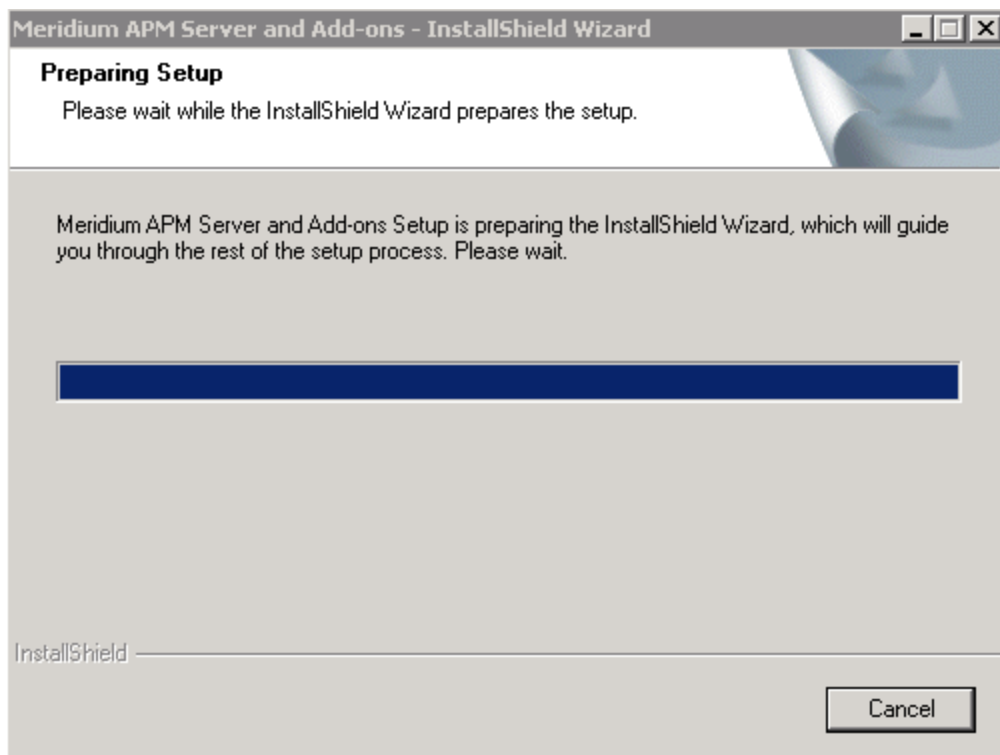 Meridium APM Server and Add-ons - InstallShield Wizard
Preparing Setup
Please wait while the InstallShield Wizard prepares the setup.
Meridium APM Server and Add-ons Setup is preparing the InstallShield Wizard, which will guide
you through the rest of the setup process. Please wait.
InstallShield
Cancel